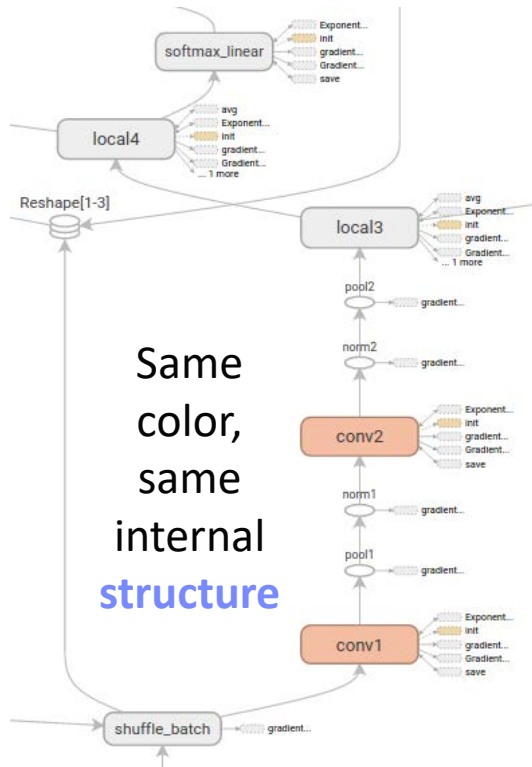 softmax_linear
Exponent...
init
gradient...
Gradient...
save
local4
avg
Exponent...
init
gradient...
Gradient...
... 1 more
Reshape[1-3]
local3
avg
Exponent...
init
gradient...
Gradient...
... 1 more
pool2
gradient...
norm2
gradient...
Same
color,
same
internal
structure
conv2
Exponent...
init
gradient...
Gradient...
save
norm1
gradient...
pool1
gradient...
conv1
Exponent...
init
gradient...
Gradient...
save
shuffle_batch
gradient...